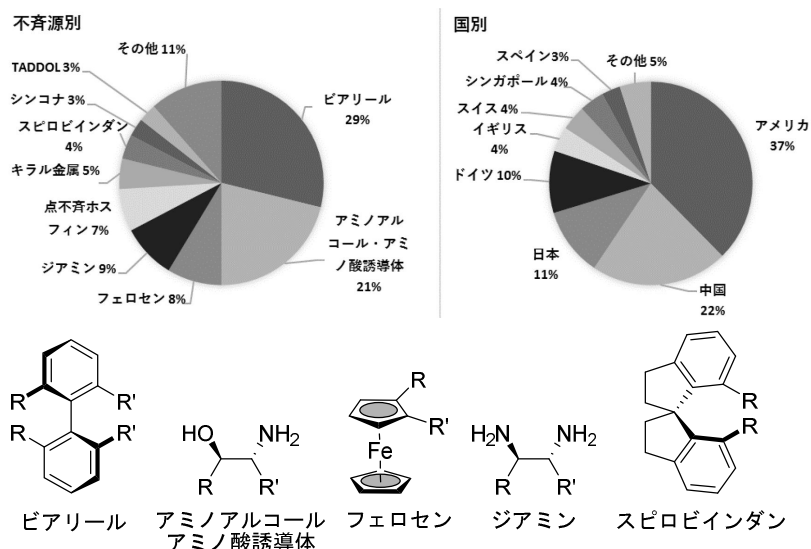 不斉源別
その他 11%
TADDOL 3%
シンコナ 3%
スピロビインダン
4%
キラル金属 5%
点不斉ホス
フィン 7%
ジアミン 9%
フェロセン 8%
ビアリール
29%
アミノアル
コール・アミ
ノ酸誘導体
21%
国別
その他 5%
スペイン3%
シンガポール 4%
スイス 4%
イギリス
4%
ドイツ 10%
日本
11%
中国
22%
アメリカ
37%
R R'
R R'
ビアリール
HO NH2
R R'
アミノアルコール
アミノ酸誘導体
R
R'
Fe
フェロセン
H2N NH2
R R'
ジアミン
R
R
スピロビインダン